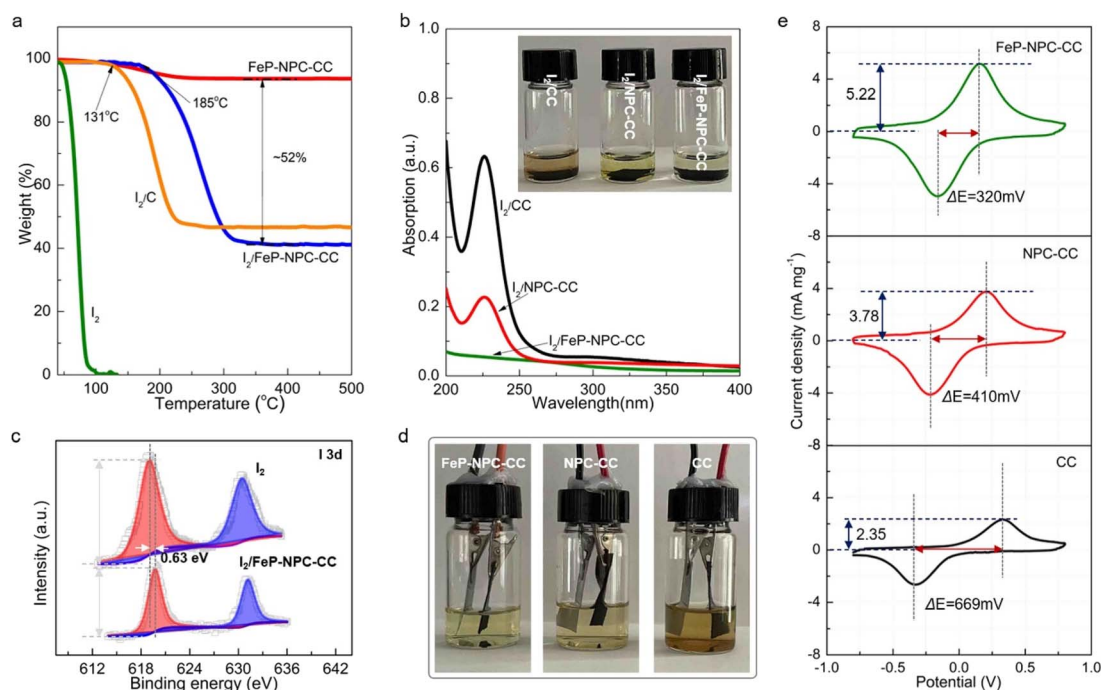 a
Weight (%)
100
80
60
40
20
0
FeP-NPC-CC
131°C
185°C
~52%
I₂/C
I₂/FeP-NPC-CC
I₂
0 100 200 300 400 500
Temperature (°C)
b
Absorption (a.u.)
0.6
0.4
0.2
0.0
I₂/CC
I₂/NPC-CC
I₂/FeP-NPC-CC
I₂/CC
I₂/NPC-CC
I₂/FeP-NPC-CC
200 250 300 350 400
Wavelength(nm)
c
I 3d
Intensity (a.u.)
I₂
0.63 eV
I₂/FeP-NPC-CC
612 618 624 630 636 642
Binding energy (eV)
d
FeP-NPC-CC
NPC-CC
CC
e
Current density (mA mg⁻¹)
8
4
0
-4
-8
FeP-NPC-CC
5.22
ΔE=320mV
4
0
-4
-8
NPC-CC
3.78
ΔE=410mV
4
2
0
-2
-4
CC
2.35
ΔE=669mV
-1.0 -0.5 0.0 0.5 1.0
Potential (V)